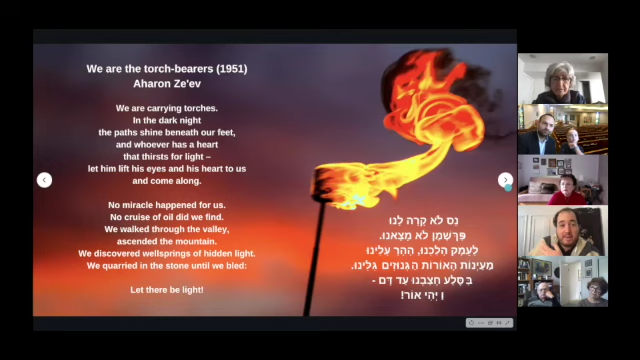 We are the torch-bearers (1951)
Aharon Ze'ev
We are carrying torches.
In the dark night
the paths shine beneath our feet,
and whoever has a heart
that thirsts for light –
let him lift his eyes and his heart to us
and come along.
No miracle happened for us.
No cruise of oil did we find.
We walked through the valley,
ascended the mountain.
We discovered wellsprings of hidden light.
We quarried in the stone until we bled:
Let there be light!
נֵס לֹא קָרָה לָנוּ
פַּךְ שֶׁמֶן לֹא מָצָאנוּ.
לָעֵמֶק הָלַכְנוּ, הָהָרָה עָלִינוּ
מַעַיְנוֹת הָאוֹרוֹת הַגְּנוּזִים גִּלִּינוּ.
בַּסֶּלַע חָצַבְנוּ עַד דָּם -
וַיְהִי אוֹר!